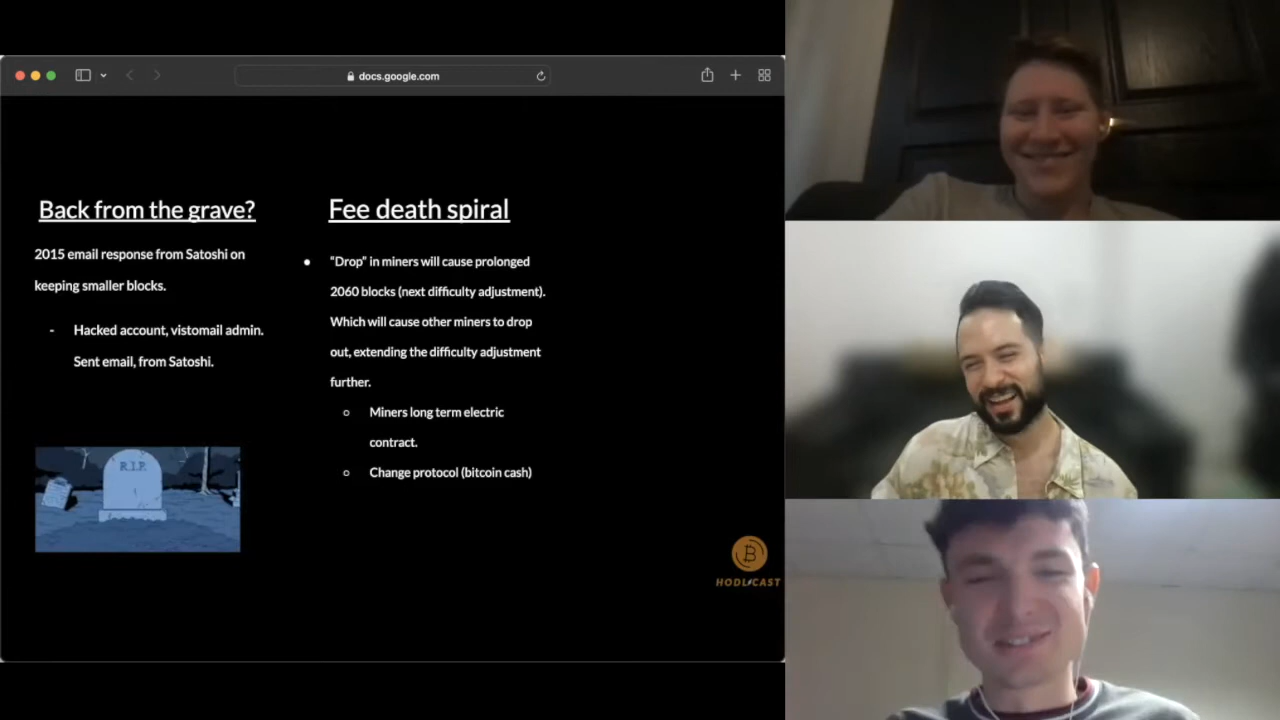 docs.google.com
Back from the grave?
2015 email response from Satoshi on
keeping smaller blocks.
- Hacked account, vistomail admin.
Sent email, from Satoshi.
R.I.P.
Fee death spiral
● “Drop” in miners will cause prolonged
2060 blocks (next difficulty adjustment).
Which will cause other miners to drop
out, extending the difficulty adjustment
further.
○ Miners long term electric
contract.
○ Change protocol (bitcoin cash)
HODLCAST